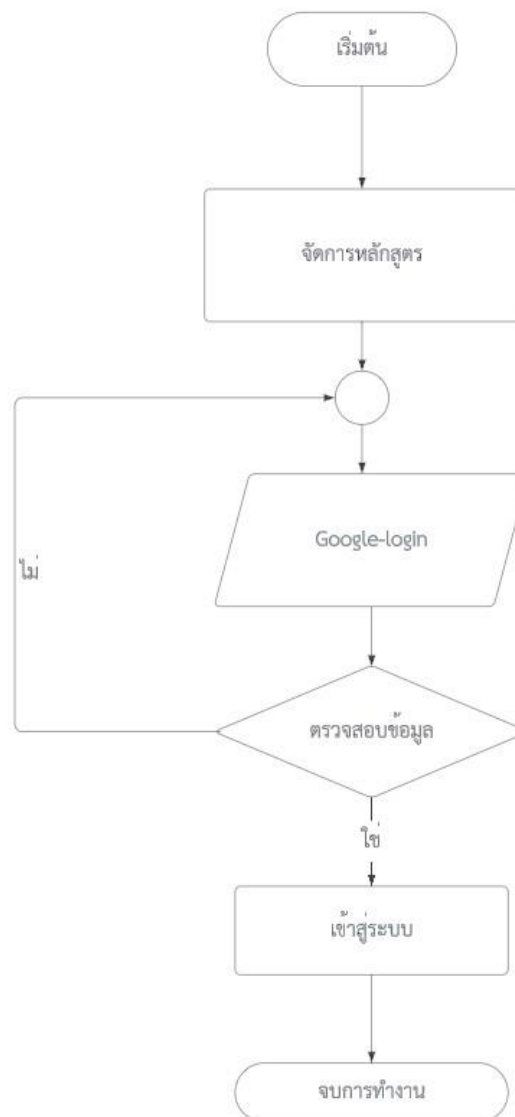 เริ่มต้น
จัดการหลักสูตร
Google-login
ไม่
ตรวจสอบข้อมูล
ใช่
เข้าสู่ระบบ
จบการทำงาน